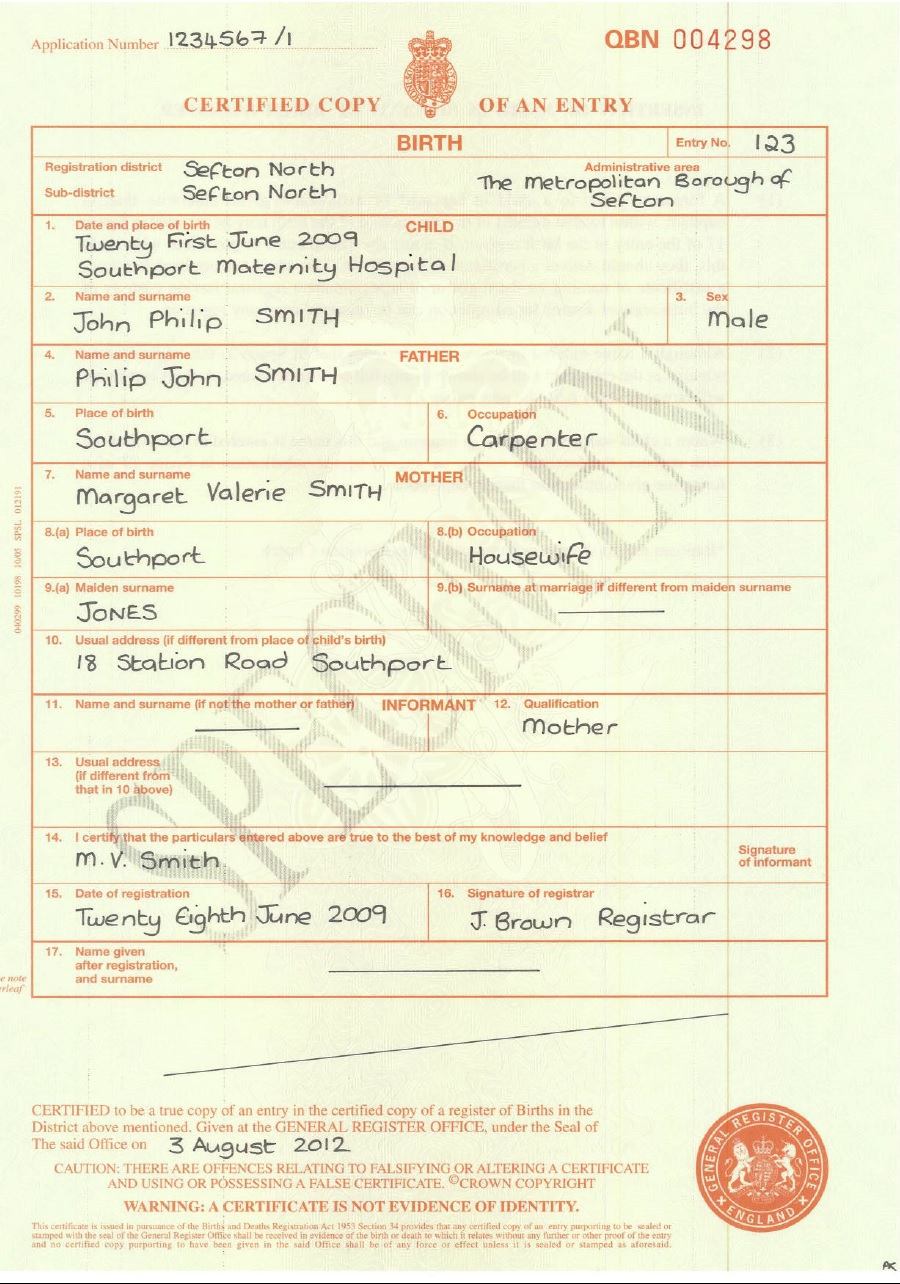 Application Number 1234567/1
QBN 004298
CERTIFIED COPY OF AN ENTRY
BIRTH
Entry No. 123
Registration district Sefton North
Sub-district Sefton North
Administrative area
The Metropolitan Borough of
Sefton
1. Date and place of birth CHILD
Twenty First June 2009
Southport Maternity Hospital
2. Name and surname
John Philip SMITH
3. Sex
Male
4. Name and surname FATHER
Philip John SMITH
5. Place of birth
Southport
6. Occupation
Carpenter
7. Name and surname MOTHER
Margaret Valerie SMITH
8.(a) Place of birth
Southport
8.(b) Occupation
Housewife
9.(a) Maiden surname
JONES
9.(b) Surname at marriage if different from maiden surname
10. Usual address (if different from place of child's birth)
18 Station Road Southport
11. Name and surname (if not the mother or father) INFORMANT
12. Qualification
Mother
13. Usual address
(if different from
that in 10 above)
14. I certify that the particulars entered above are true to the best of my knowledge and belief
M. V. Smith
Signature
of informant
15. Date of registration
Twenty Eighth June 2009
16. Signature of registrar
J. Brown Registrar
17. Name given
after registration,
and surname
SPECIMEN
040299 10198 10/05 SPSL 012191
e note
erleaf
CERTIFIED to be a true copy of an entry in the certified copy of a register of Births in the
District above mentioned. Given at the GENERAL REGISTER OFFICE, under the Seal of
The said Office on 3 August 2012
CAUTION: THERE ARE OFFENCES RELATING TO FALSIFYING OR ALTERING A CERTIFICATE
AND USING OR POSSESSING A FALSE CERTIFICATE. ©CROWN COPYRIGHT
WARNING: A CERTIFICATE IS NOT EVIDENCE OF IDENTITY.
This certificate is issued in pursuance of the Births and Deaths Registration Act 1953 Section 34 provides that any certified copy of an entry purporting to be sealed or
stamped with the seal of the General Register Office shall be received in evidence of the birth or death to which it relates without any further or other proof of the entry
and no certified copy purporting to have been given in the said Office shall be of any force or effect unless it is sealed or stamped as aforesaid.
GENERAL REGISTER OFFICE
ENGLAND